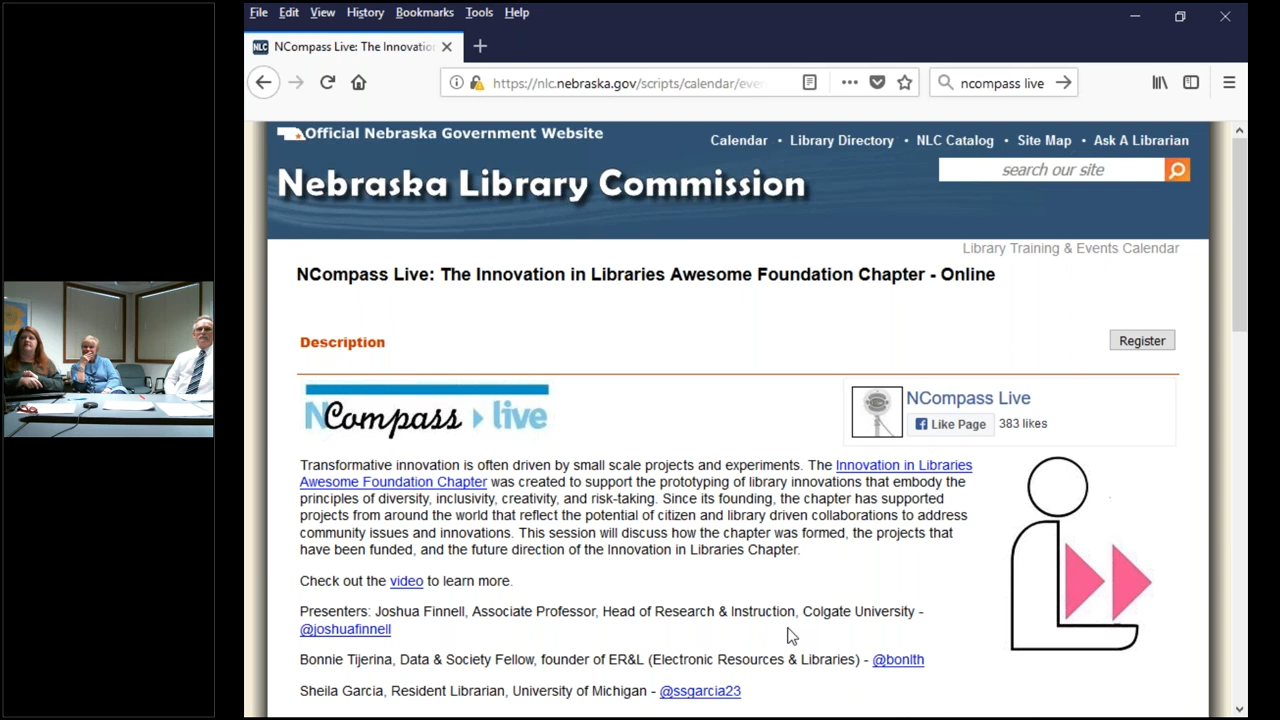 File Edit View History Bookmarks Tools Help
NLC NCompass Live: The Innovatio
https://nlc.nebraska.gov/scripts/calendar/eve
ncompass live
Official Nebraska Government Website
Calendar • Library Directory • NLC Catalog • Site Map • Ask A Librarian
search our site
Nebraska Library Commission
Library Training & Events Calendar
NCompass Live: The Innovation in Libraries Awesome Foundation Chapter - Online
Description
Register
NCompass live
NCompass Live
Like Page 383 likes
Transformative innovation is often driven by small scale projects and experiments. The Innovation in Libraries
Awesome Foundation Chapter was created to support the prototyping of library innovations that embody the
principles of diversity, inclusivity, creativity, and risk-taking. Since its founding, the chapter has supported
projects from around the world that reflect the potential of citizen and library driven collaborations to address
community issues and innovations. This session will discuss how the chapter was formed, the projects that
have been funded, and the future direction of the Innovation in Libraries Chapter.
Check out the video to learn more.
Presenters: Joshua Finnell, Associate Professor, Head of Research & Instruction, Colgate University -
@joshuafinnell
Bonnie Tijerina, Data & Society Fellow, founder of ER&L (Electronic Resources & Libraries) - @bonlth
Sheila Garcia, Resident Librarian, University of Michigan - @ssgarcia23